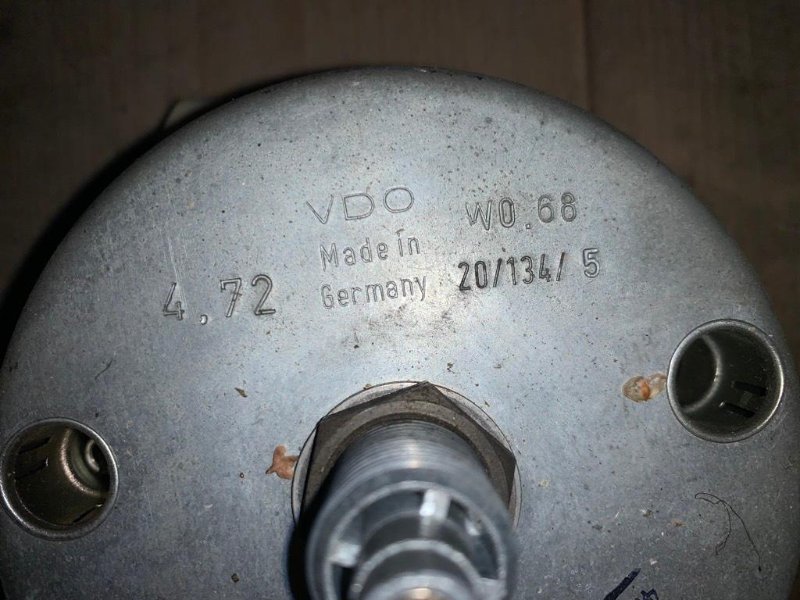 VDO
W0.68
Made in
Germany
20/134/ 5
4.72